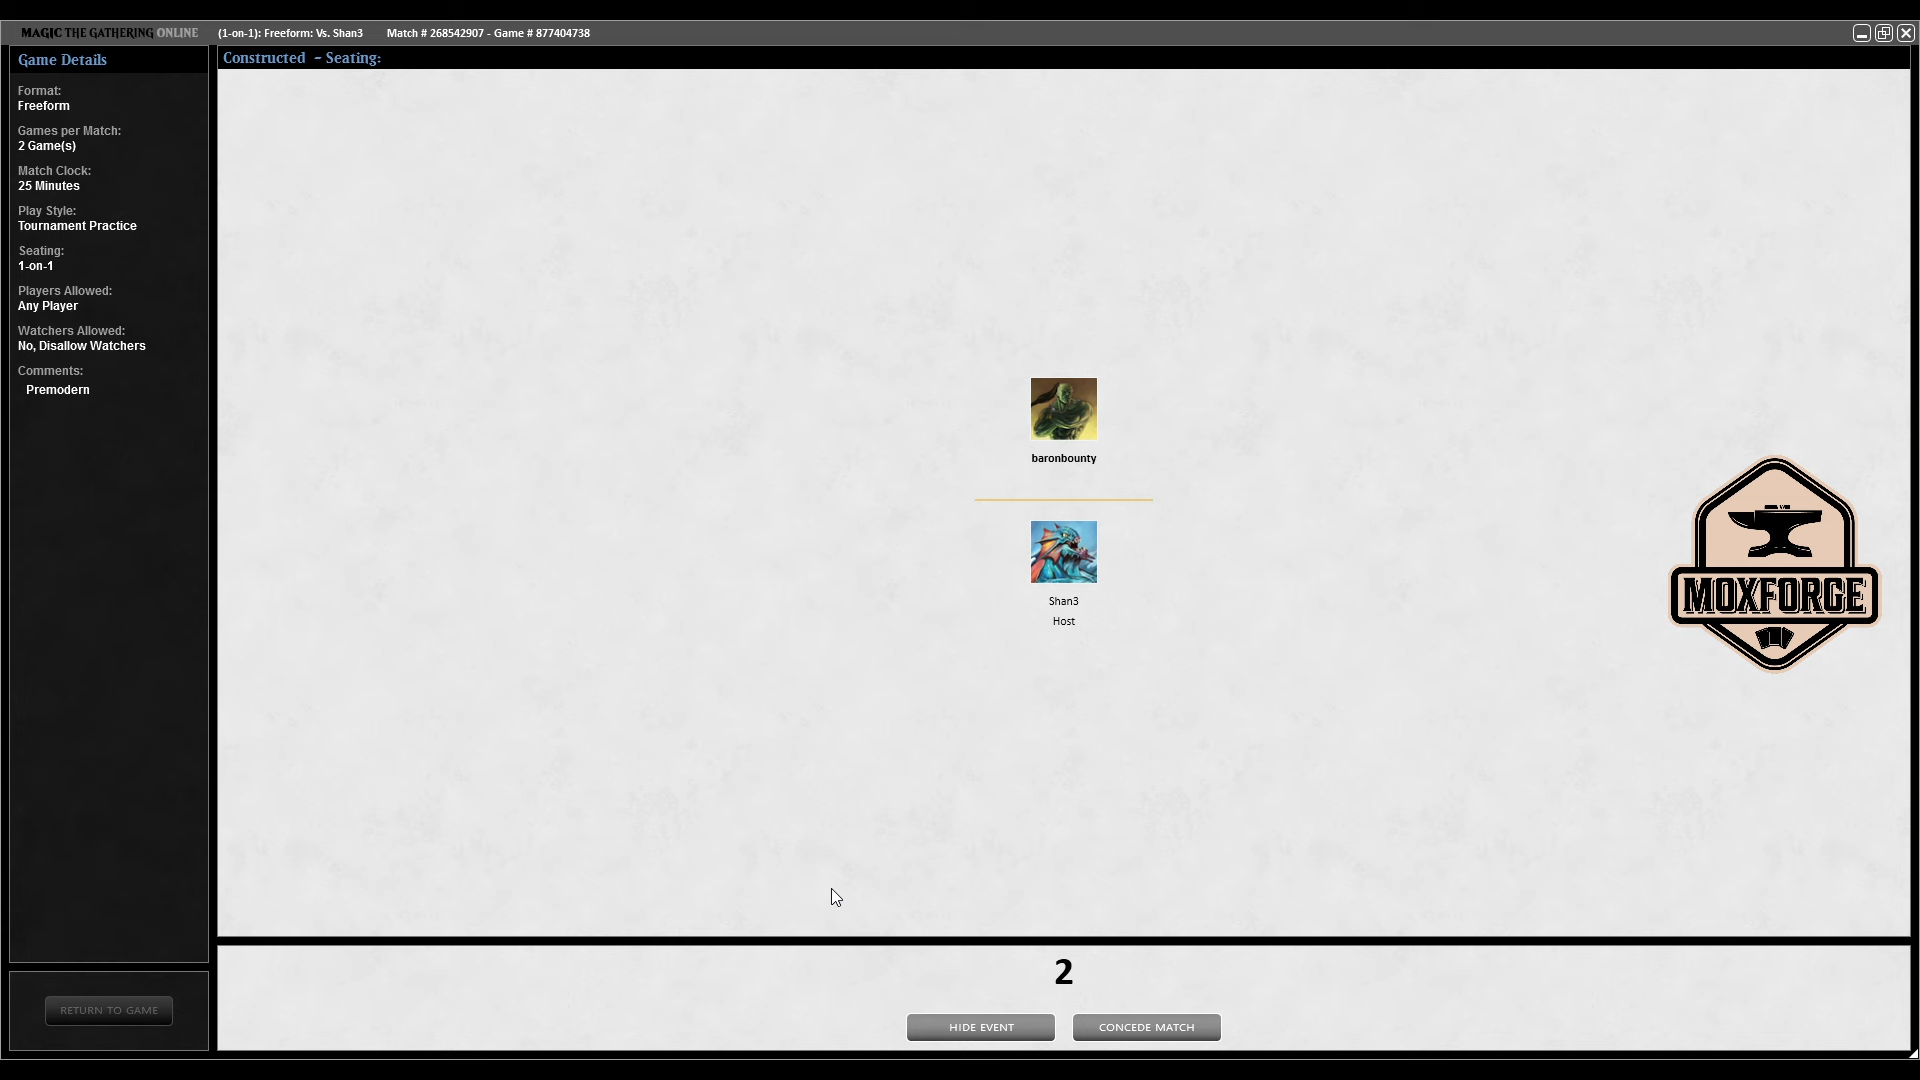 MAGIC THE GATHERING ONLINE
(1-on-1): Freeform: Vs. Shan3 Match # 268542907 - Game # 877404738
Game Details
Format:
Freeform
Games per Match:
2 Game(s)
Match Clock:
25 Minutes
Play Style:
Tournament Practice
Seating:
1-on-1
Players Allowed:
Any Player
Watchers Allowed:
No, Disallow Watchers
Comments:
Premodern
RETURN TO GAME
Constructed - Seating:
baronbounty
Shan3
Host
MOXFORGE
2
HIDE EVENT
CONCEDE MATCH